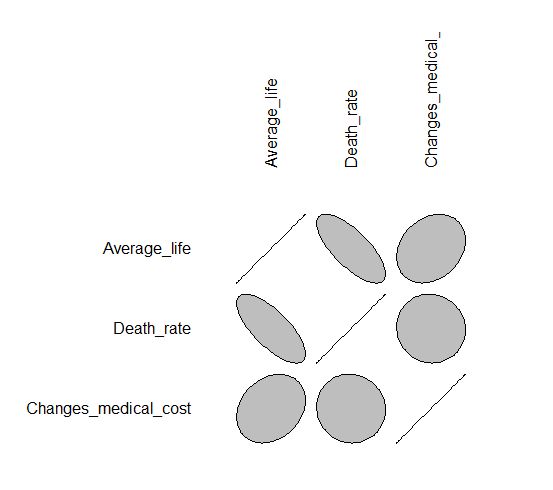 Average_life
Death_rate
Changes_medical_
Average_life
Death_rate
Changes_medical_cost